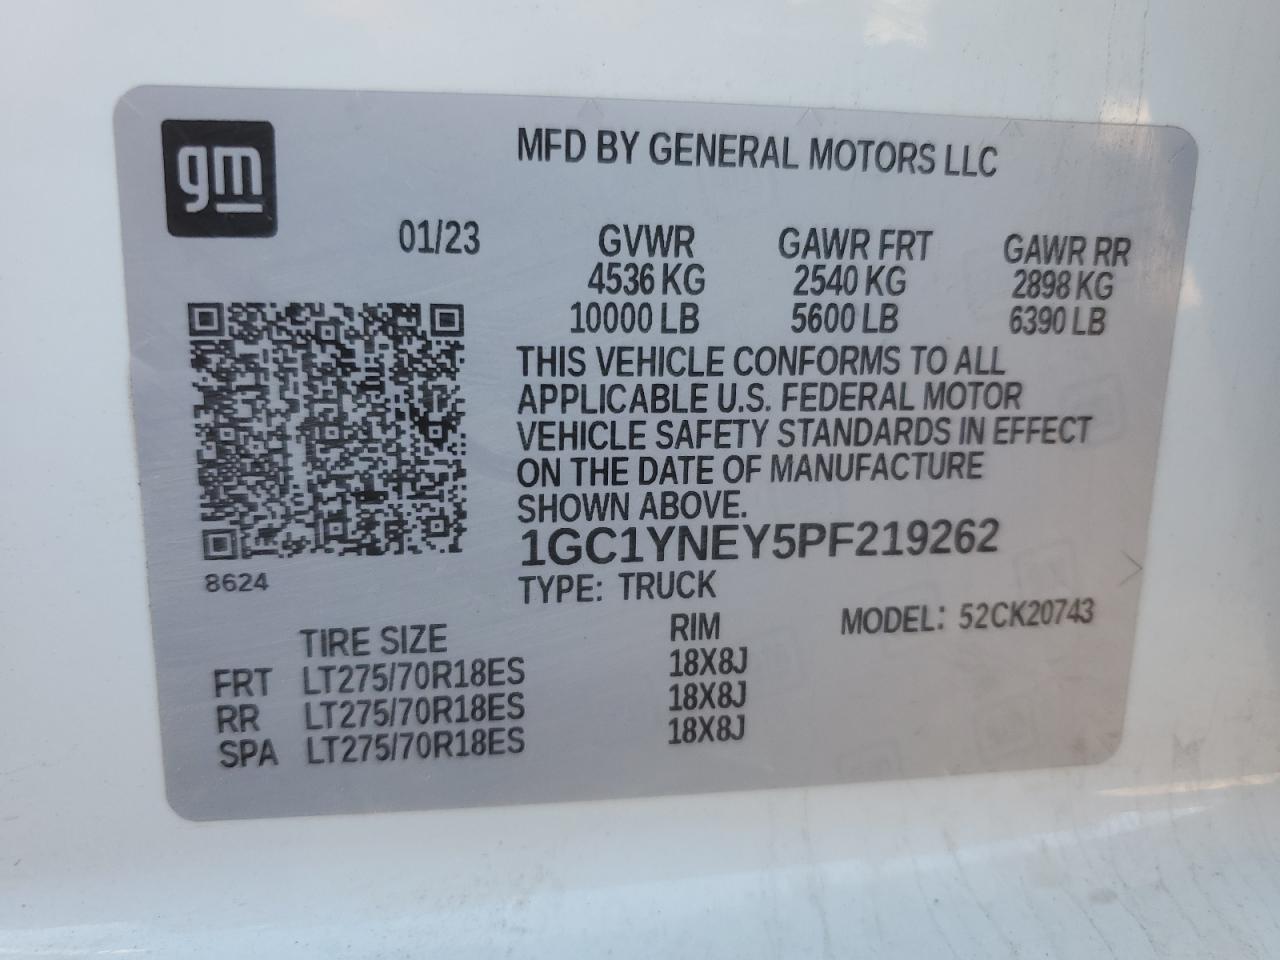 gm
MFD BY GENERAL MOTORS LLC
01/23 GVWR GAWR FRT GAWR RR
4536 KG 2540 KG 2898 KG
10000 LB 5600 LB 6390 LB
THIS VEHICLE CONFORMS TO ALL
APPLICABLE U.S. FEDERAL MOTOR
VEHICLE SAFETY STANDARDS IN EFFECT
ON THE DATE OF MANUFACTURE
SHOWN ABOVE.
1GC1YNEY5PF219262
8624
TYPE: TRUCK
MODEL: 52CK20743
TIRE SIZE RIM
FRT LT275/70R18ES 18X8J
RR LT275/70R18ES 18X8J
SPA LT275/70R18ES 18X8J